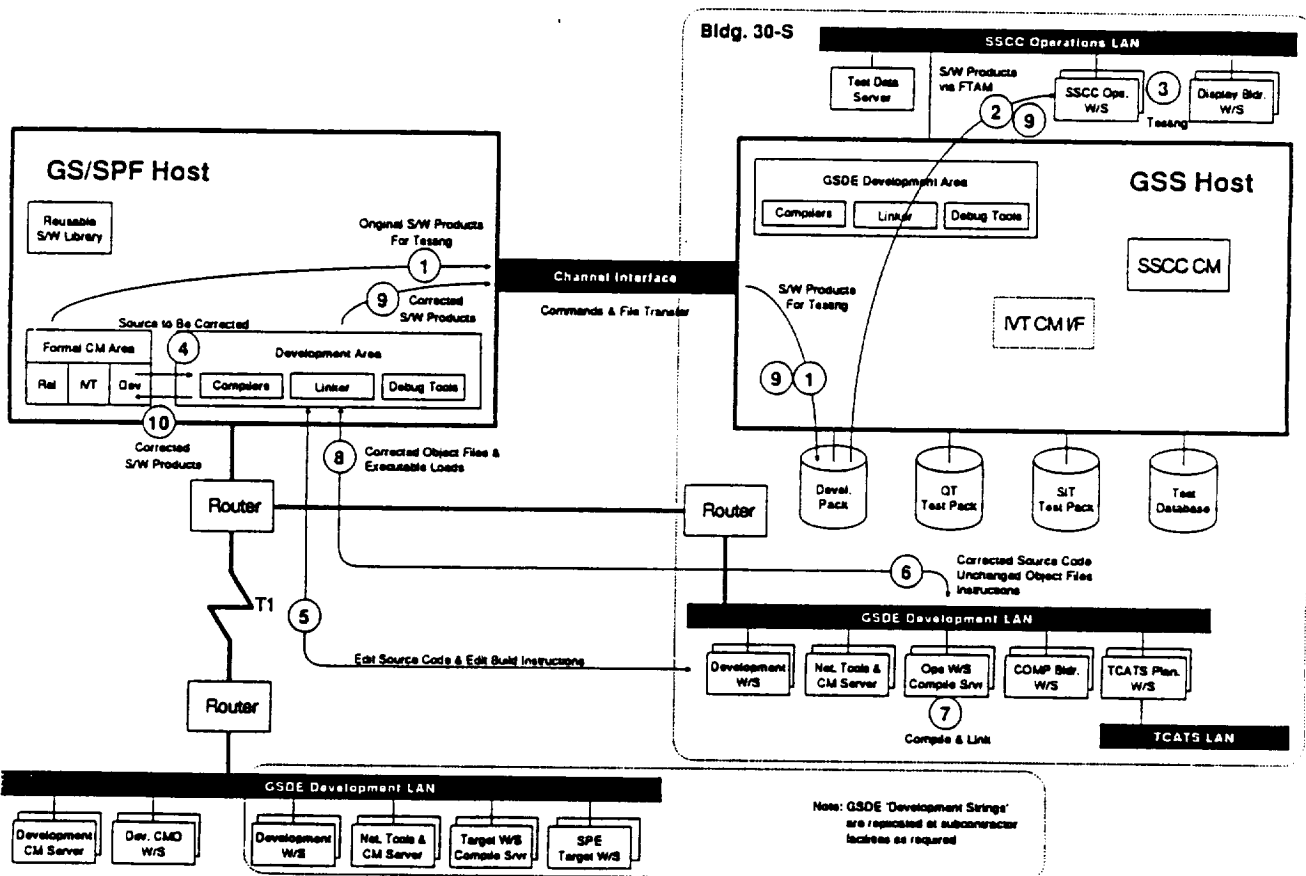 Bldg. 30-S
SSCC Operations LAN
Test Data
Server
S/W Products
via FTAM
2
9
SSCC Ops.
W/S
3
Testing
Display Bldr.
W/S
GS/SPF Host
Reusable
S/W Library
Original S/W Products
For Testing
1
9
Corrected
S/W Products
Source to Be Corrected
4
Formal CM Area
Rel
IVT
Dev
Development Area
Compilers
Linker
Debug Tools
10
Corrected
S/W Products
Channel Interface
Commands & File Transfer
GSS Host
GSDE Development Area
Compilers
Linker
Debug Tools
SSCC CM
IVT CM I/F
S/W Products
For Testing
9
1
8
Corrected Object Files &
Executable Loads
Devel.
Pack
QT
Test Pack
SIT
Test Pack
Test
Database
Router
Router
T1
5
Edit Source Code & Edit Build Instructions
6
Corrected Source Code
Unchanged Object Files
Instructions
GSDE Development LAN
Development
W/S
Net. Tools &
CM Server
Ops W/S
Compile Srvr
COMP Bldr.
W/S
TCATS Plan.
W/S
7
Compile & Link
TCATS LAN
Router
GSDE Development LAN
Development
CM Server
Dev. CMO
W/S
Development
W/S
Net. Tools &
CM Server
Target W/S
Compile Srvr
SPE
Target W/S
Note: GSDE 'Development Strings'
are replicated at subcontractor
facilities as required